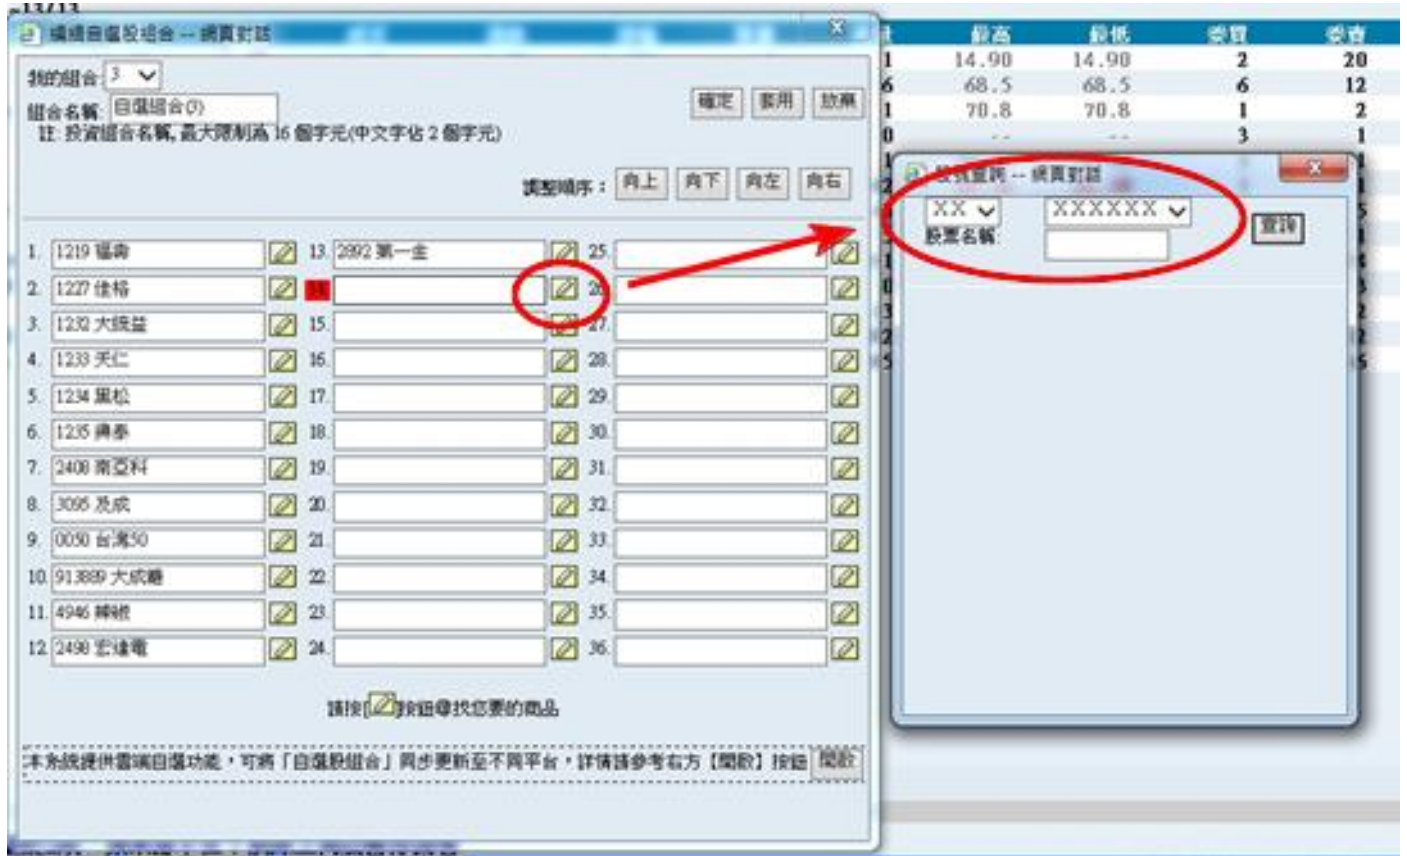 ~13/13
編輯自選股組合 -- 網頁對話
最高 最低 委買 委賣
14.90 14.90 2 20
68.5 68.5 6 12
70.8 70.8 1 2
-- -- 3 1
我的組合: 3
組合名稱: 自選組合(3)
確定 套用 放棄
註: 投資組合名稱, 最大限制為 16 個字元(中文字佔 2 個字元)
調整順序： 向上 向下 向左 向右
-- 網頁對話
XX XXXXXX
股票名稱:
查詢
1. 1219 福壽 13. 2892 第一金 25.
2. 1227 佳格 14.
3. 1232 大統益 15. 27.
4. 1233 天仁 16. 28.
5. 1234 黑松 17. 29.
6. 1235 興泰 18. 30.
7. 2408 南亞科 19. 31.
8. 3095 及成 20. 32.
9. 0050 台灣50 21. 33.
10. 913889 大成糖 22. 34.
11. 4946 23. 35.
12. 2498 宏達電 24. 36.
請按[ ]按鈕尋找您要的商品
本系統提供雲端自選功能，可將「自選股組合」同步更新至不同平台，詳情請參考右方【開啟】按鈕 開啟